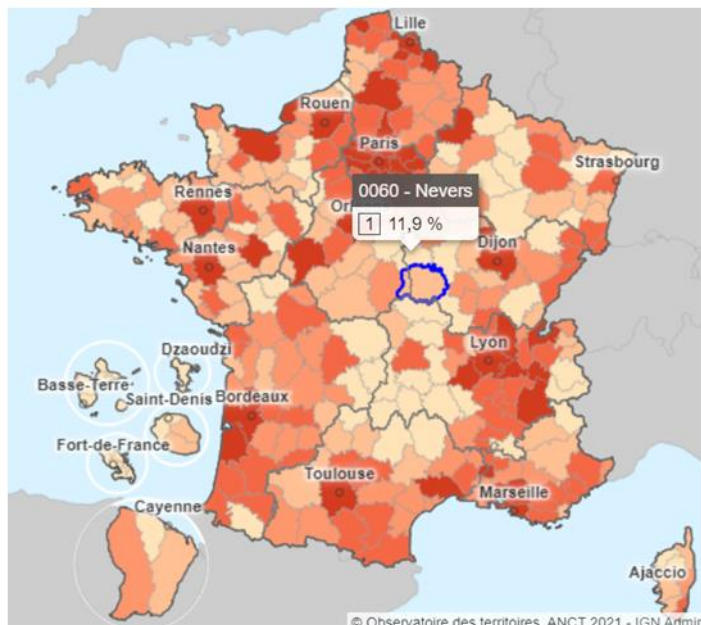 Lille
Rouen
Paris
Strasbourg
0060 - Nevers
Rennes
Or
1 11,9 %
Nantes
Dijon
Lyon
Dzaoudzi
Basse-Terre
Saint-Denis
Bordeaux
Fort-de-France
Toulouse
Marseille
Cayenne
Ajaccio
© Observatoire des territoires, ANCT 2021 - IGN Admin